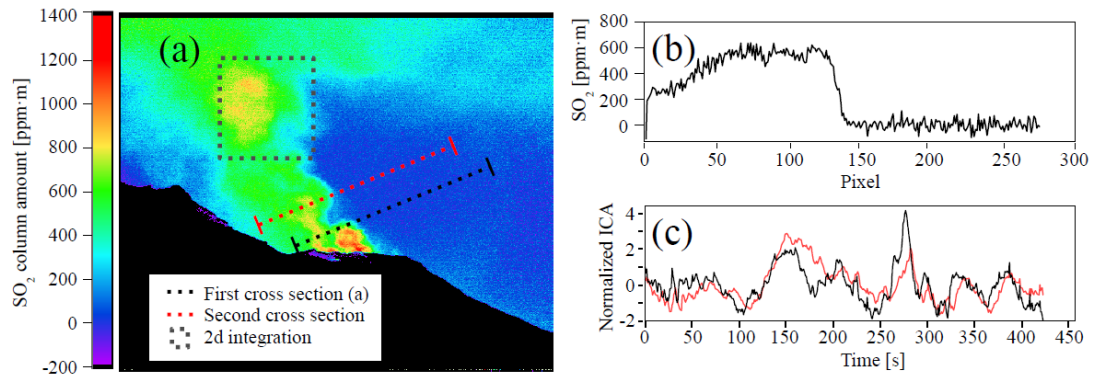 1400
1200
1000
800
600
400
200
0
-200
SO₂ column amount [ppm·m]
(a)
First cross section (a)
Second cross section
2d integration
(b)
800
600
400
200
0
SO₂ [ppm·m]
0 50 100 150 200 250 300
Pixel
(c)
4
2
0
-2
Normalized ICA
0 50 100 150 200 250 300 350 400 450
Time [s]